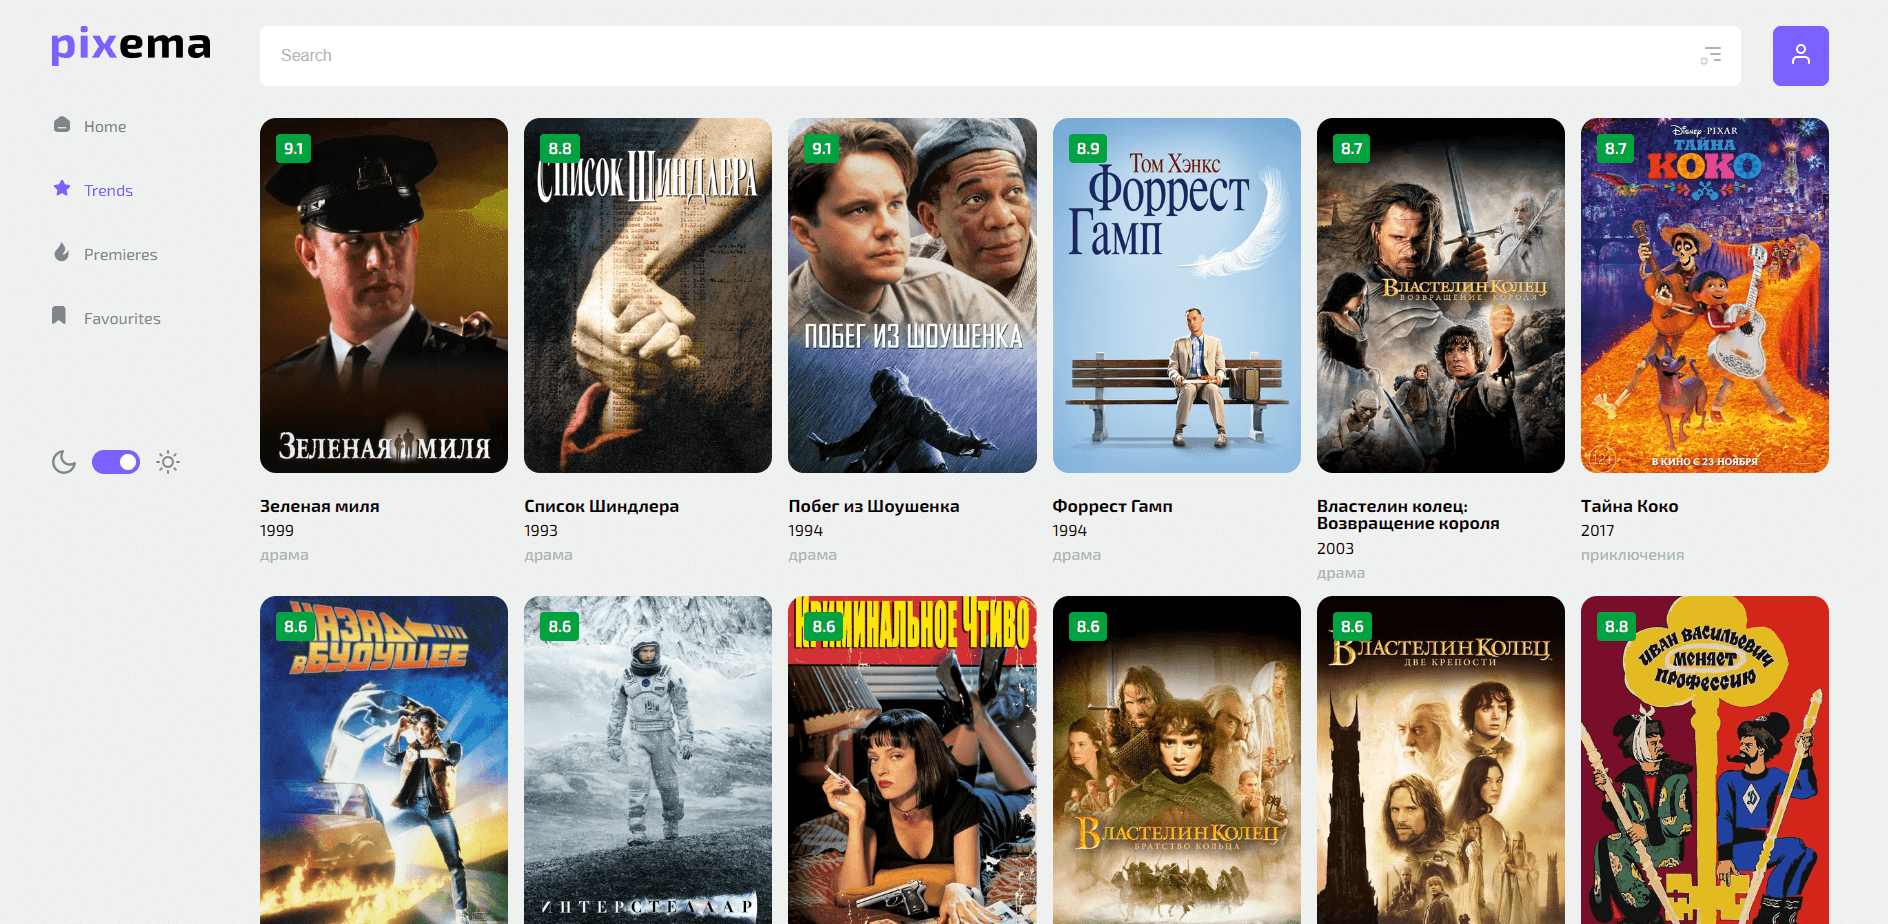 pixema
Search
Home
Trends
Premieres
Favourites
9.1
ЗЕЛЕНАЯ МИЛЯ
Зеленая миля
1999
драма
8.8
СПИСОК ШИНДЛЕРА
Список Шиндлера
1993
драма
9.1
ПОБЕГ ИЗ ШОУШЕНКА
Побег из Шоушенка
1994
драма
8.9
Том Хэнкс
Форрест
Гамп
Форрест Гамп
1994
драма
8.7
ВЛАСТЕЛИН КОЛЕЦ
ВОЗВРАЩЕНИЕ КОРОЛЯ
Властелин колец:
Возвращение короля
2003
драма
8.7
Disney PIXAR
ТАЙНА
КОКО
12+
В КИНО С 23 НОЯБРЯ
Тайна Коко
2017
приключения
8.6
НАЗАД
В БУДУЩЕЕ
8.6
ИНТЕРСТЕЛЛАР
8.6
КРИМИНАЛЬНОЕ ЧТИВО
8.6
ВЛАСТЕЛИН КОЛЕЦ
БРАТСТВО КОЛЬЦА
8.6
ВЛАСТЕЛИН КОЛЕЦ
ДВЕ КРЕПОСТИ
8.8
ИВАН ВАСИЛЬЕВИЧ
МЕНЯЕТ
ПРОФЕССИЮ